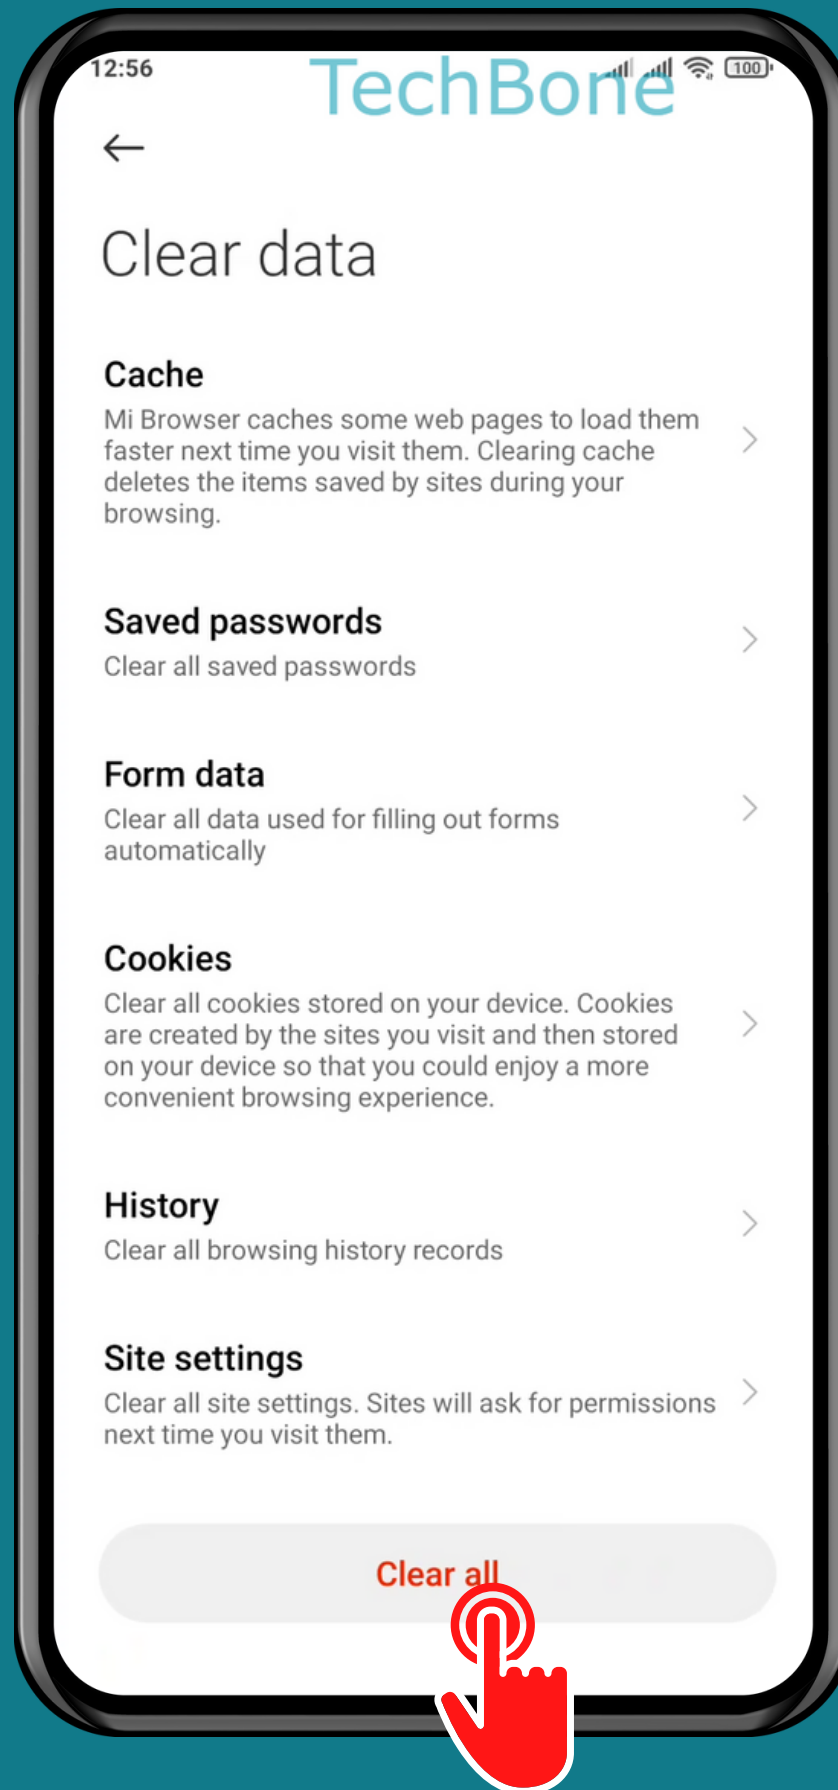 12:56
TechBone
100
Clear data
Cache
Mi Browser caches some web pages to load them
faster next time you visit them. Clearing cache
deletes the items saved by sites during your
browsing.
Saved passwords
Clear all saved passwords
Form data
Clear all data used for filling out forms
automatically
Cookies
Clear all cookies stored on your device. Cookies
are created by the sites you visit and then stored
on your device so that you could enjoy a more
convenient browsing experience.
History
Clear all browsing history records
Site settings
Clear all site settings. Sites will ask for permissions
next time you visit them.
Clear all